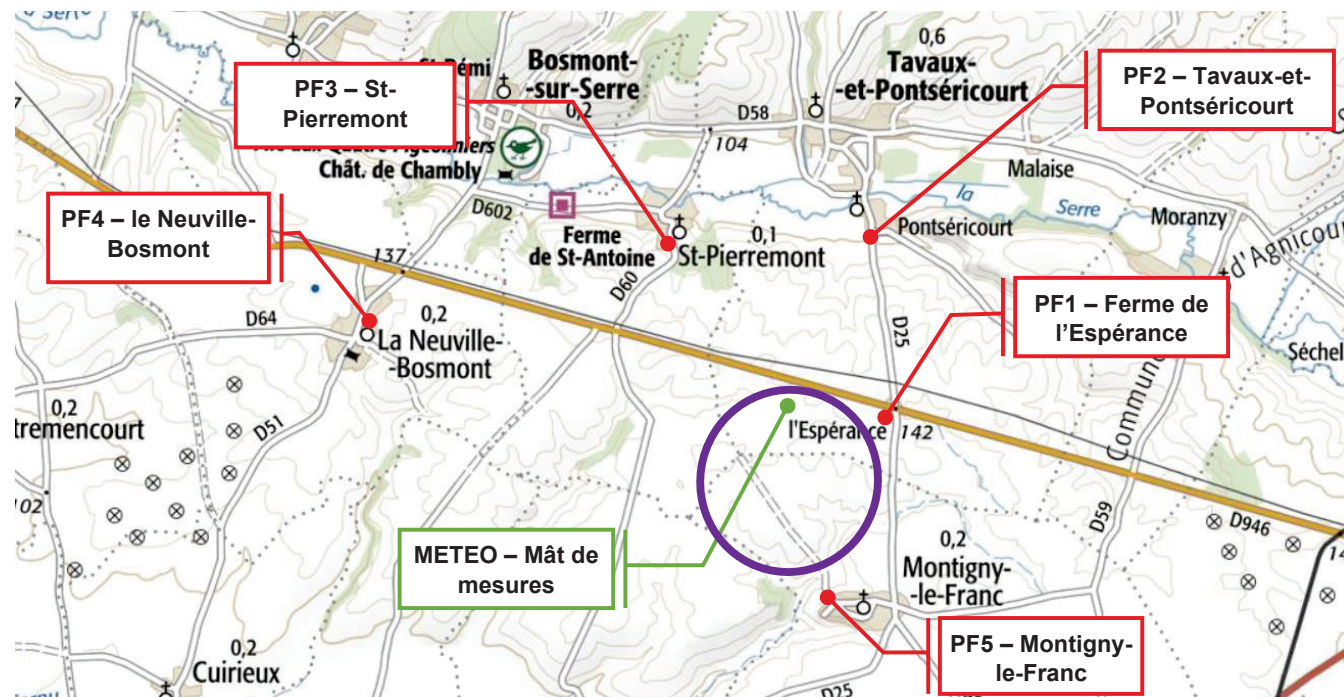 la Serre
0,6
Bosmont-
-sur-Serre
0,2
Tavaux-
-et-Pontséricourt
PF3 – St-
Pierremont
PF2 – Tavaux-et-
Pontséricourt
D58
104
Chât. de Chambly
Malaise
la
Serre
Moranzy
PF4 – le Neuville-
Bosmont
D602
Ferme
de St-Antoine
0,1
St-Pierremont
Pontséricourt
d'Agnicour
137
D60
PF1 – Ferme de
l'Espérance
D64
0,2
La Neuville-
-Bosmont
D25
Séchel
Commune
0,2
tremencourt
D51
l'Espérance
142
102
D59
D946
METEO – Mât de
mesures
0,2
Montigny-
-le-Franc
0,2
Cuirieux
PF5 – Montigny-
le-Franc
D25